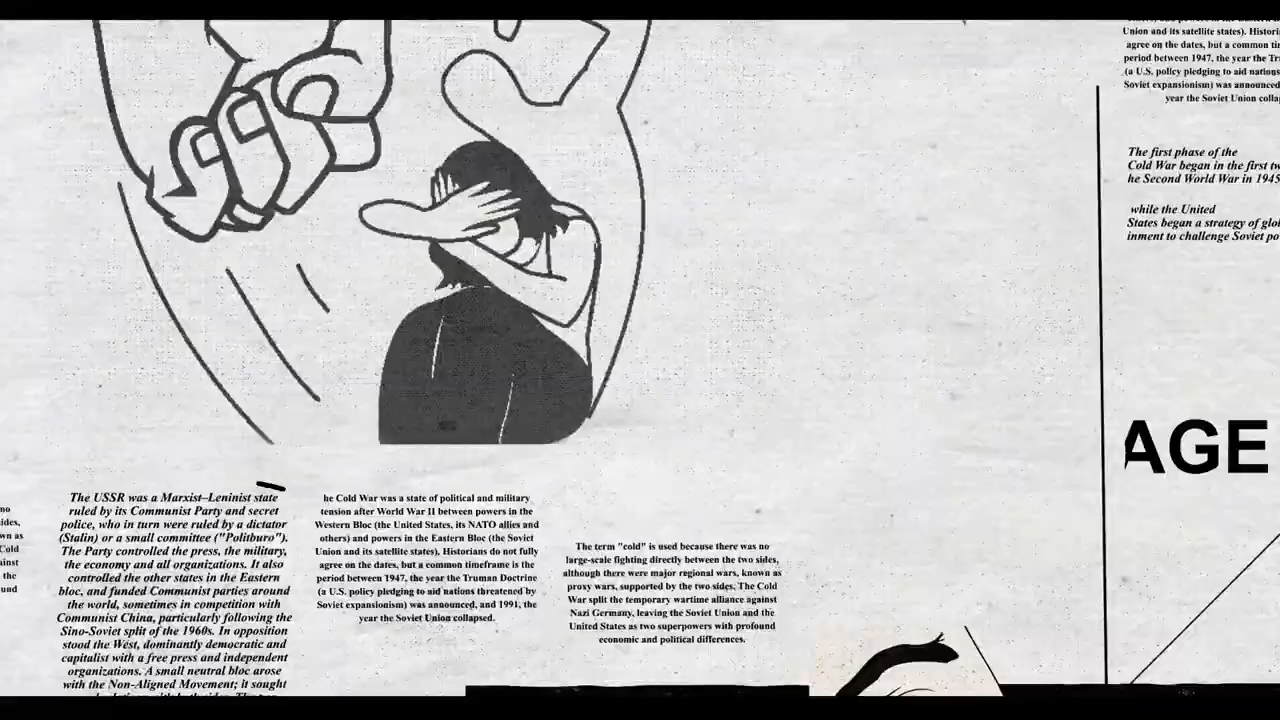 no
ides,
wn as
Cold
ainst
the
und
The USSR was a Marxist–Leninist state
ruled by its Communist Party and secret
police, who in turn were ruled by a dictator
(Stalin) or a small committee ("Politburo").
The Party controlled the press, the military,
the economy and all organizations. It also
controlled the other states in the Eastern
bloc, and funded Communist parties around
the world, sometimes in competition with
Communist China, particularly following the
Sino-Soviet split of the 1960s. In opposition
stood the West, dominantly democratic and
capitalist with a free press and independent
organizations. A small neutral bloc arose
with the Non-Aligned Movement; it sought
he Cold War was a state of political and military
tension after World War II between powers in the
Western Bloc (the United States, its NATO allies and
others) and powers in the Eastern Bloc (the Soviet
Union and its satellite states). Historians do not fully
agree on the dates, but a common timeframe is the
period between 1947, the year the Truman Doctrine
(a U.S. policy pledging to aid nations threatened by
Soviet expansionism) was announced, and 1991, the
year the Soviet Union collapsed.
The term "cold" is used because there was no
large-scale fighting directly between the two sides,
although there were major regional wars, known as
proxy wars, supported by the two sides. The Cold
War split the temporary wartime alliance against
Nazi Germany, leaving the Soviet Union and the
United States as two superpowers with profound
economic and political differences.
Union and its satellite states). Histori
agree on the dates, but a common ti
period between 1947, the year the Tr
(a U.S. policy pledging to aid nations
Soviet expansionism) was announced
year the Soviet Union colla
The first phase of the
Cold War began in the first tw
he Second World War in 1945
while the United
States began a strategy of glo
inment to challenge Soviet po
AGE